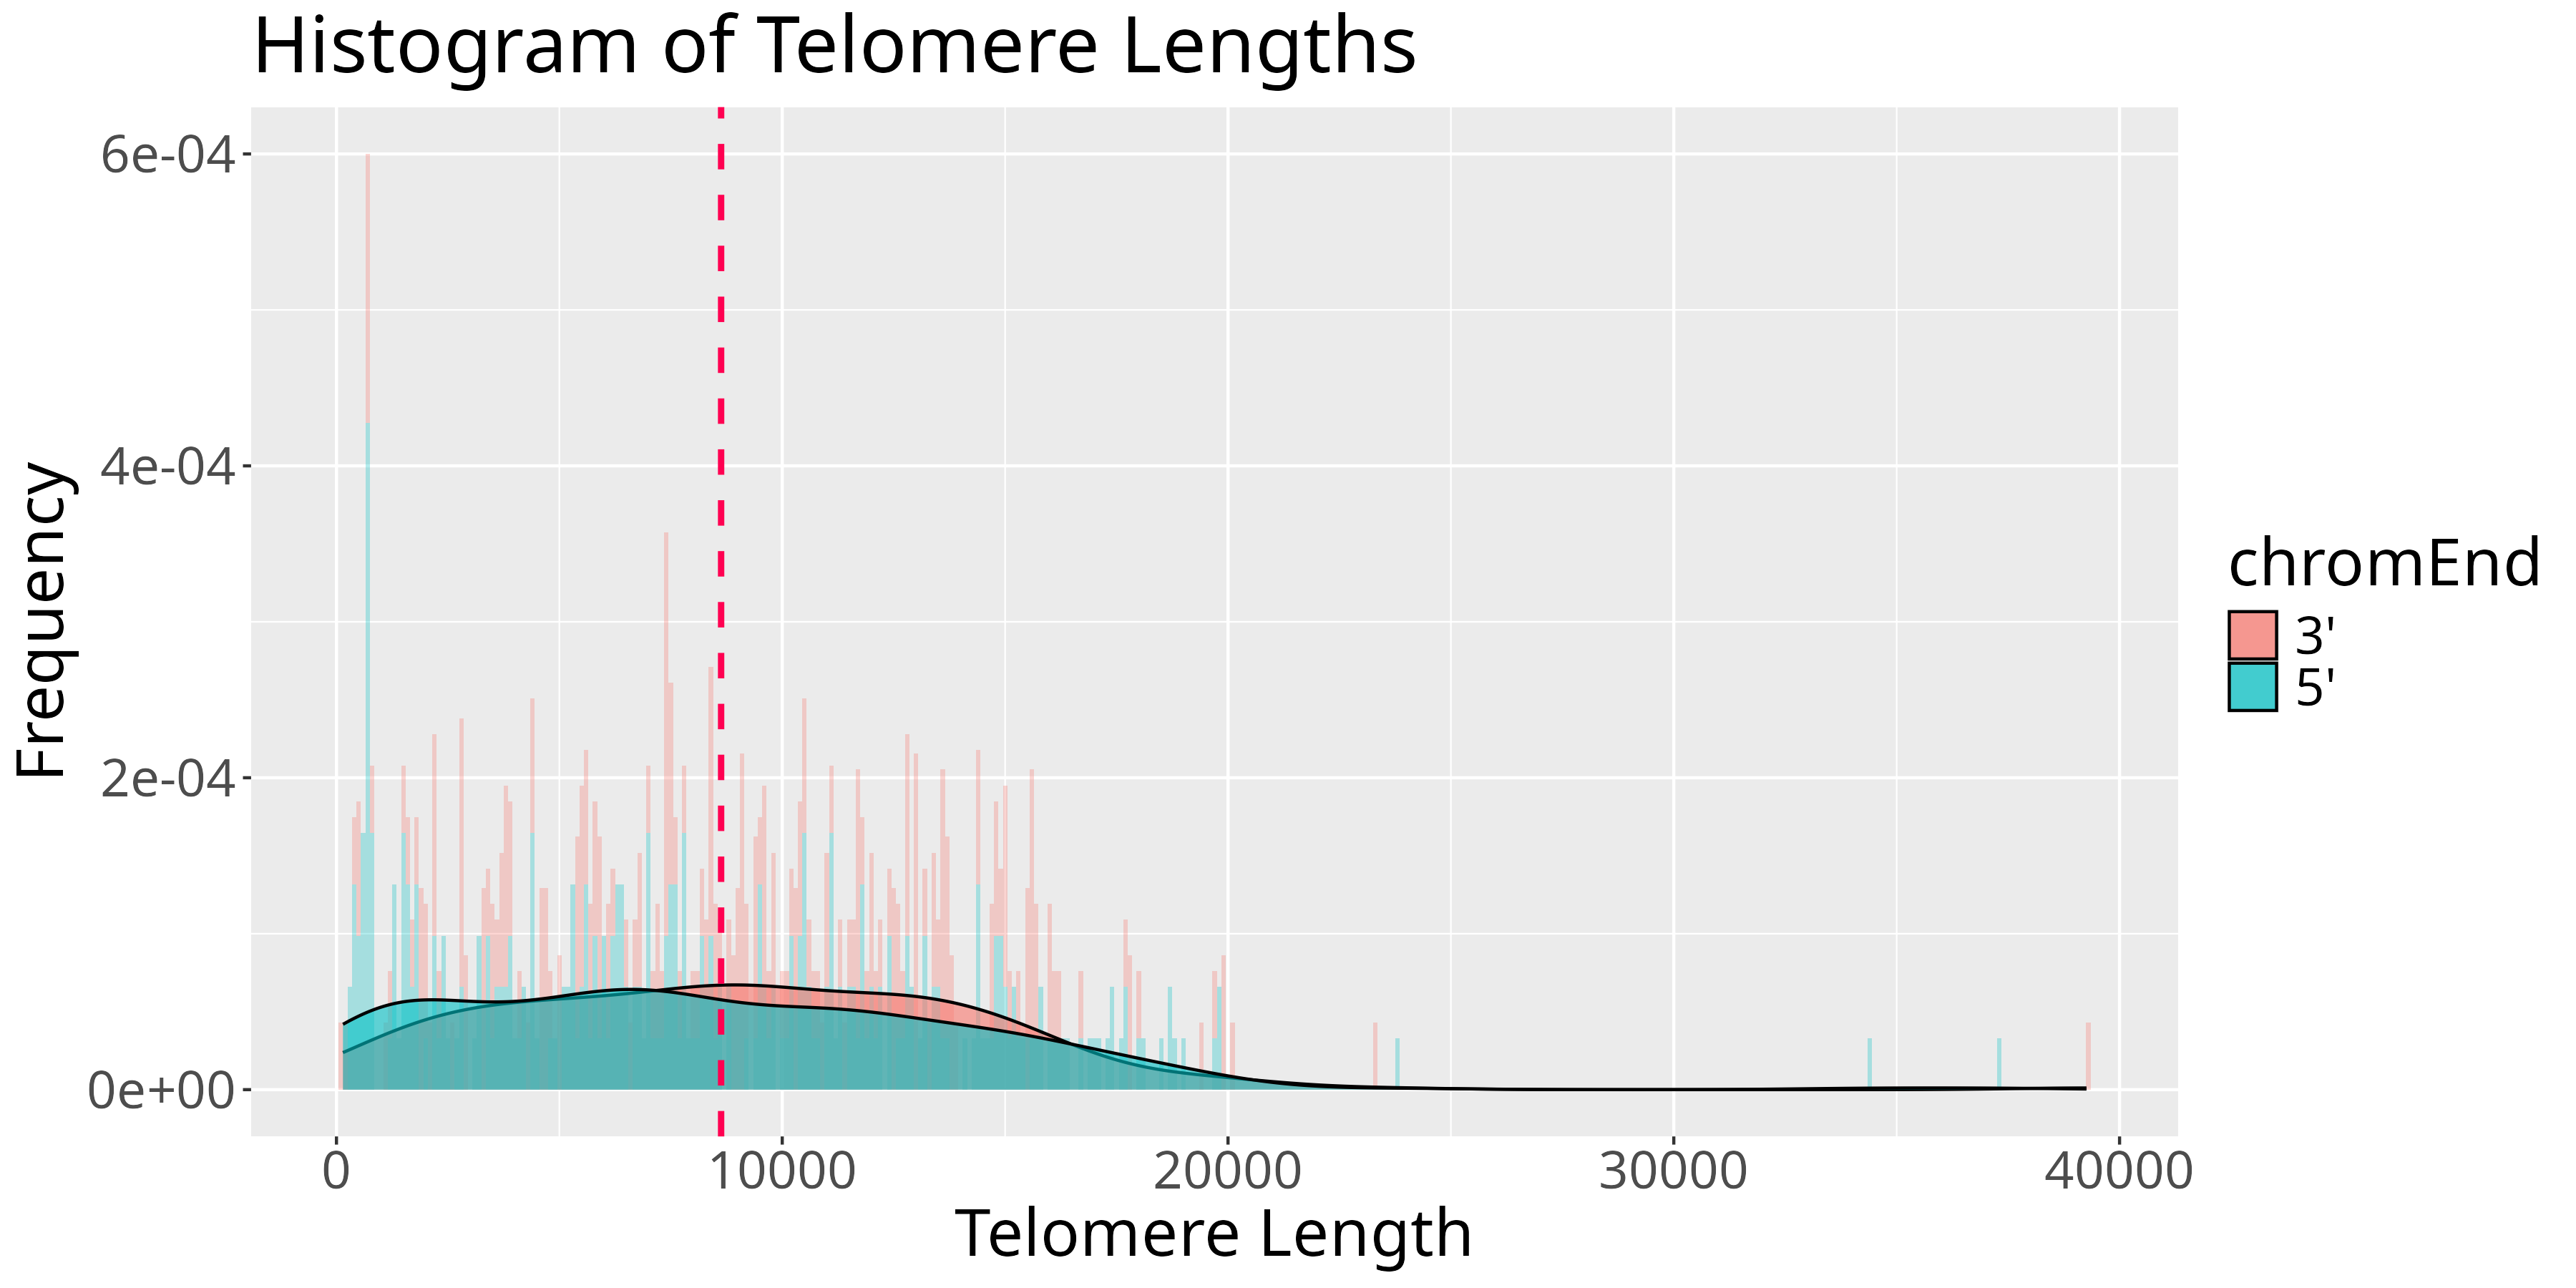 Histogram of Telomere Lengths
6e-04
4e-04
2e-04
0e+00
Frequency
0
10000
20000
30000
40000
Telomere Length
chromEnd
3'
5'